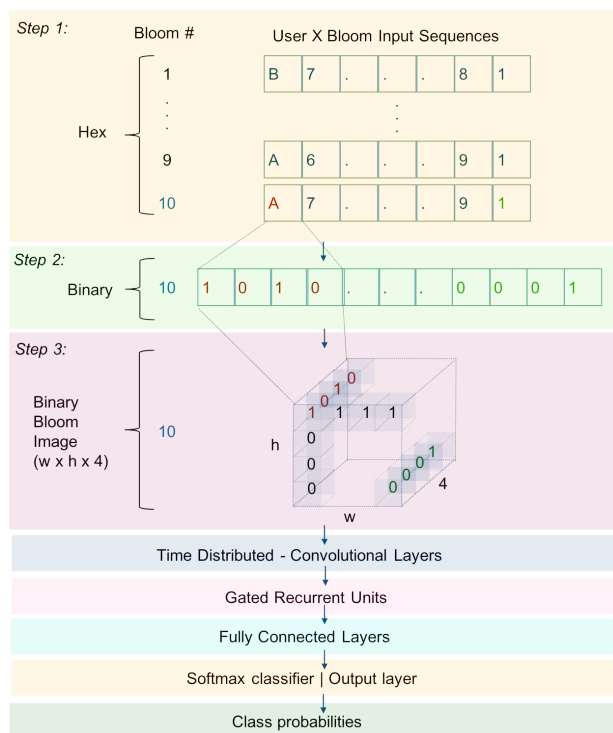 Step 1:
Bloom #
User X Bloom Input Sequences
1
B 7 . . . 8 1
.
.
.
.
.
.
Hex
9
A 6 . . . 9 1
10
A 7 . . . 9 1
Step 2:
Binary
10
1 0 1 0 . . . 0 0 0 1
Step 3:
Binary
Bloom
Image
(w x h x 4)
10
0
1
0
1 1 1 1
h
0
0
0
1
0
0
0
4
w
Time Distributed - Convolutional Layers
Gated Recurrent Units
Fully Connected Layers
Softmax classifier | Output layer
Class probabilities